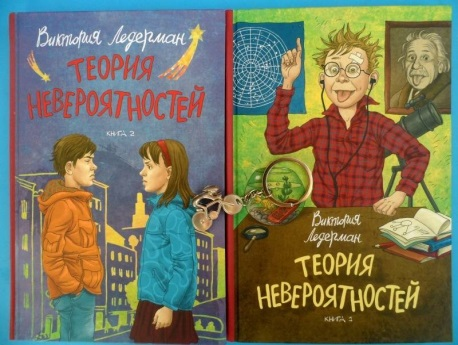 Виктория Ледерман
ТЕОРИЯ
НЕВЕРОЯТНОСТЕЙ
КНИГА 2
Виктория
Ледерман
ТЕОРИЯ
НЕВЕРОЯТНОСТЕЙ
КНИГА 1